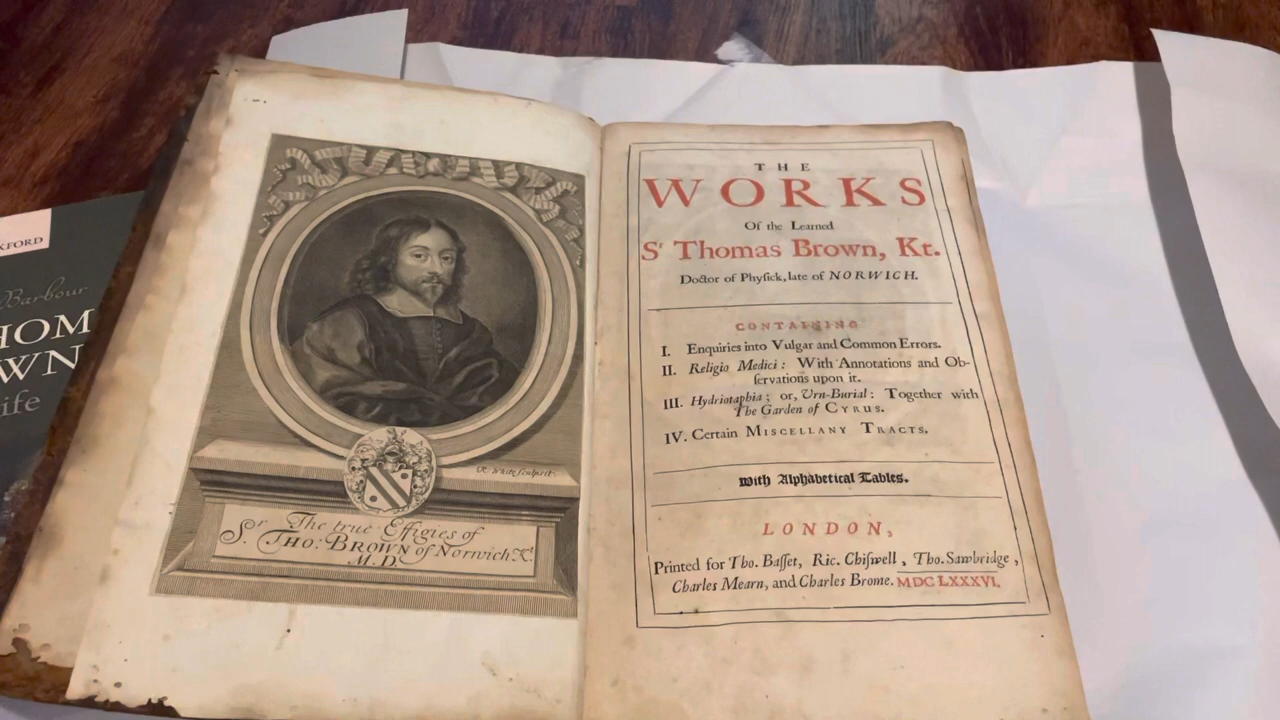 OXFORD
Barbour
THOM
WN
ife
R. White sculpsit.
The true Effigies of
Sr. THO: BROWN of Norwich Kt.
M.D.
THE
WORKS
Of the Learned
Sr Thomas Brown, Kt.
Doctor of Phyſick, late of NORWICH.
CONTAINING
I. Enquiries into Vulgar and Common Errors.
II. Religio Medici: With Annotations and Ob-
ſervations upon it.
III. Hydriotaphia; or, Urn-Burial: Together with
The Garden of CYRUS.
IV. Certain MISCELLANY TRACTS.
With Alphabetical Tables.
LONDON,
Printed for Tho. Baſſet, Ric. Chiſwell, Tho. Sawbridge,
Charles Mearn, and Charles Brome. MDCLXXXVI.